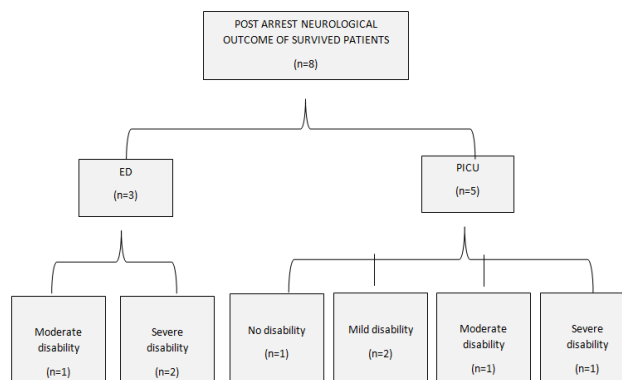 POST ARREST NEUROLOGICAL
OUTCOME OF SURVIVED PATIENTS
(n=8)
ED
(n=3)
PICU
(n=5)
Moderate
disability
(n=1)
Severe
disability
(n=2)
No disability
(n=1)
Mild disability
(n=2)
Moderate
disability
(n=1)
Severe
disability
(n=1)